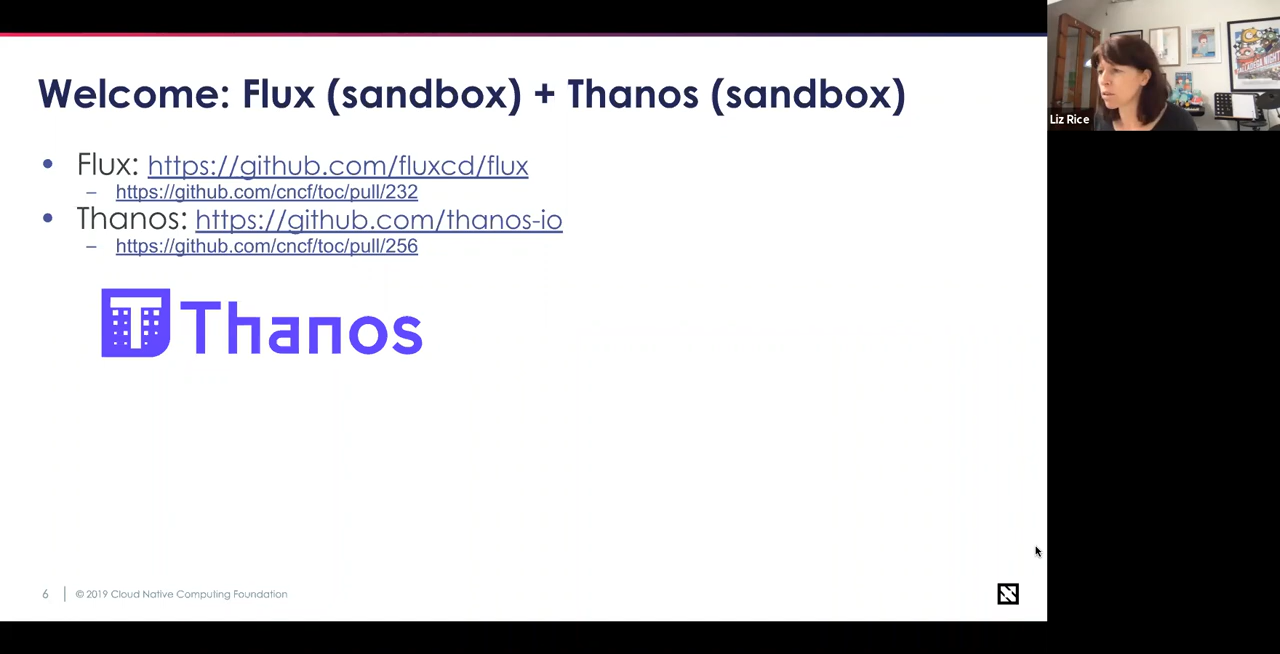 Welcome: Flux (sandbox) + Thanos (sandbox)
• Flux: https://github.com/fluxcd/flux
– https://github.com/cncf/toc/pull/232
• Thanos: https://github.com/thanos-io
– https://github.com/cncf/toc/pull/256
T Thanos
6 © 2019 Cloud Native Computing Foundation
Liz Rice